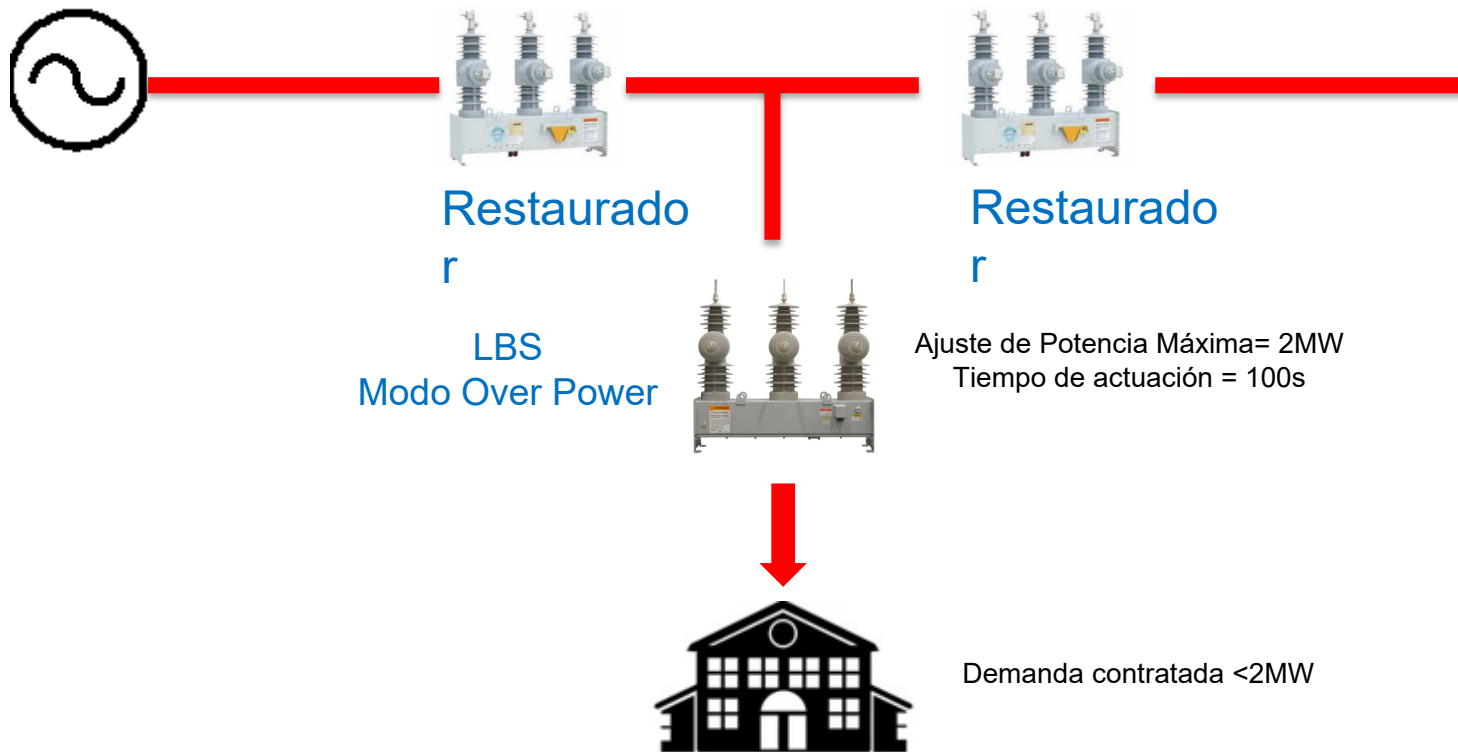 Restaurado
r
Restaurado
r
LBS
Modo Over Power
Ajuste de Potencia Máxima= 2MW
Tiempo de actuación = 100s
Demanda contratada <2MW